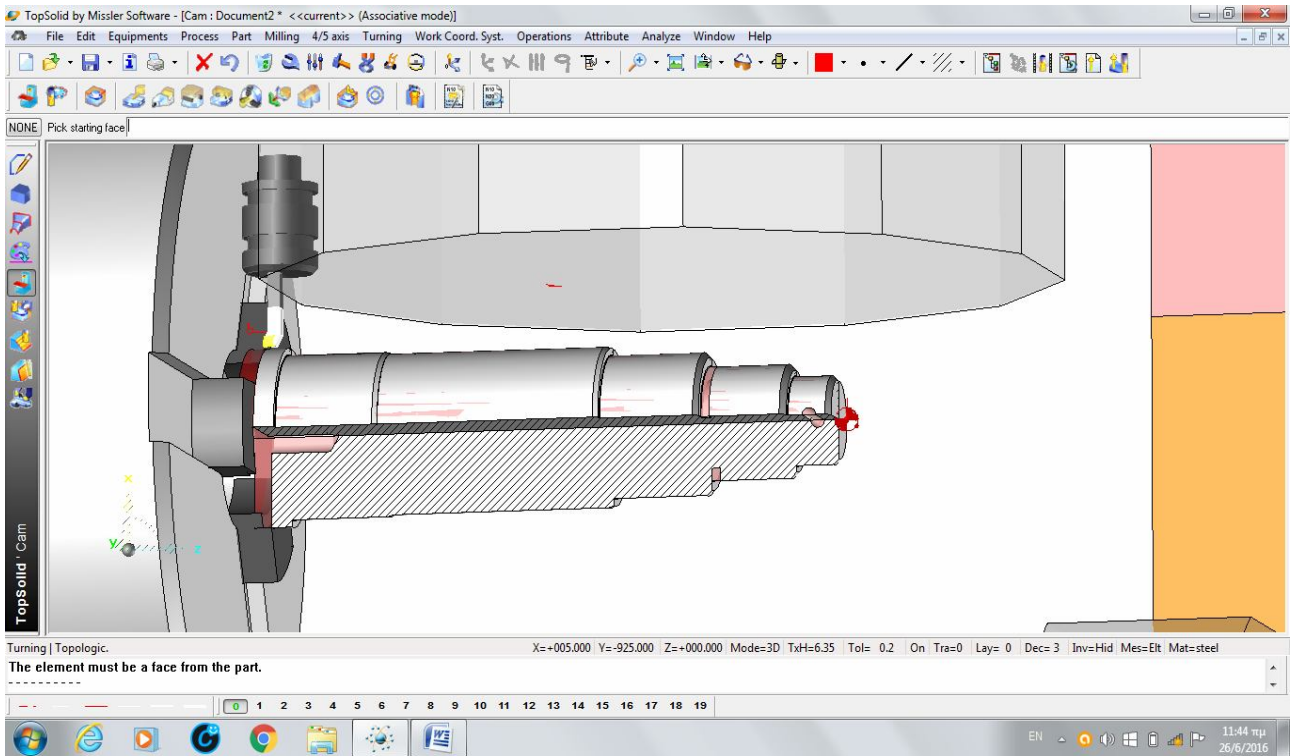 TopSolid by Missler Software - [Cam : Document2 * <<current>> (Associative mode)]
File Edit Equipments Process Part Milling 4/5 axis Turning Work Coord. Syst. Operations Attribute Analyze Window Help
NONE Pick starting face
x
y
z
TopSolid ' Cam
Turning | Topologic. X=+005.000 Y=-925.000 Z=+000.000 Mode=3D TxH=6.35 Tol= 0.2 On Tra=0 Lay= 0 Dec= 3 Inv=Hid Mes=Elt Mat=steel
The element must be a face from the part.
----------
0 1 2 3 4 5 6 7 8 9 10 11 12 13 14 15 16 17 18 19
EN 11:44 πμ
26/6/2016